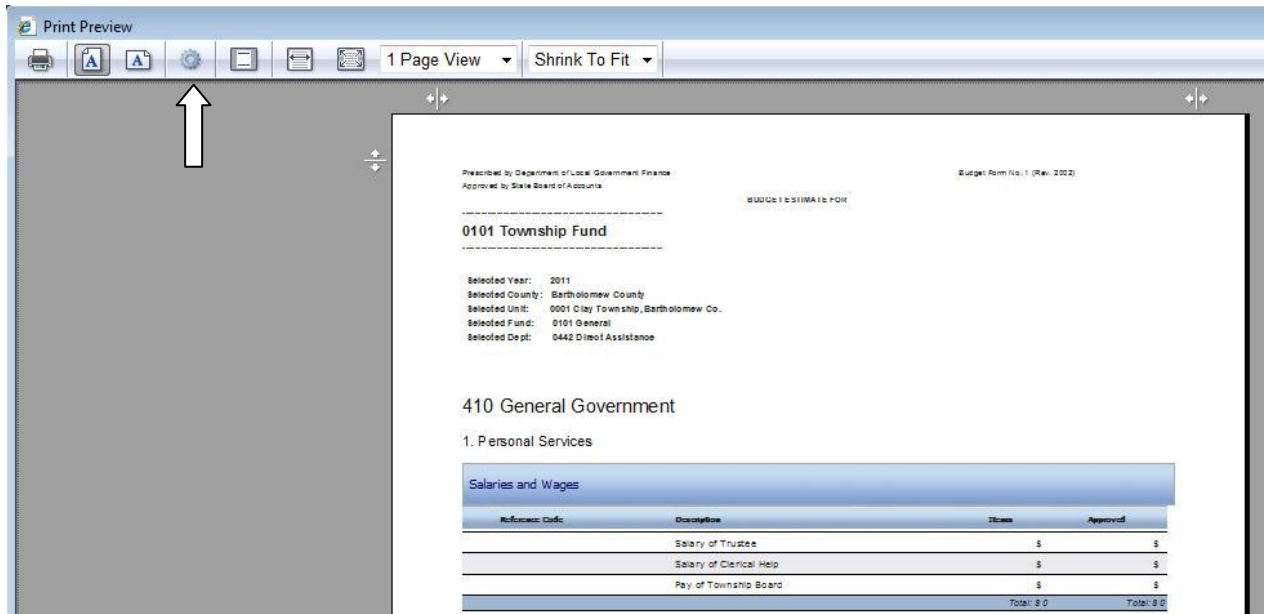 Print Preview
1 Page View Shrink To Fit
Prescribed by Department of Local Government Finance Budget Form No. 1 (Rev. 2002)
Approved by State Board of Accounts
BUDGET ESTIMATE FOR
-------------------------------------
0101 Township Fund
-------------------------------------
Selected Year: 2011
Selected County: Bartholomew County
Selected Unit: 0001 Clay Township, Bartholomew Co.
Selected Fund: 0101 General
Selected Dept: 0442 Direct Assistance
410 General Government
1. Personal Services
Salaries and Wages
Reference Code Description Items Approved
Salary of Trustee $ $
Salary of Clerical Help $ $
Pay of Township Board $ $
Total: $ 0 Total: $ 0